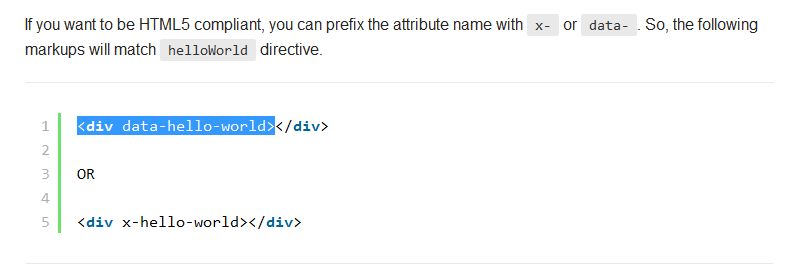 If you want to be HTML5 compliant, you can prefix the attribute name with x- or data- . So, the following
markups will match helloWorld directive.
1 <div data-hello-world></div>
2
3 OR
4
5 <div x-hello-world></div>